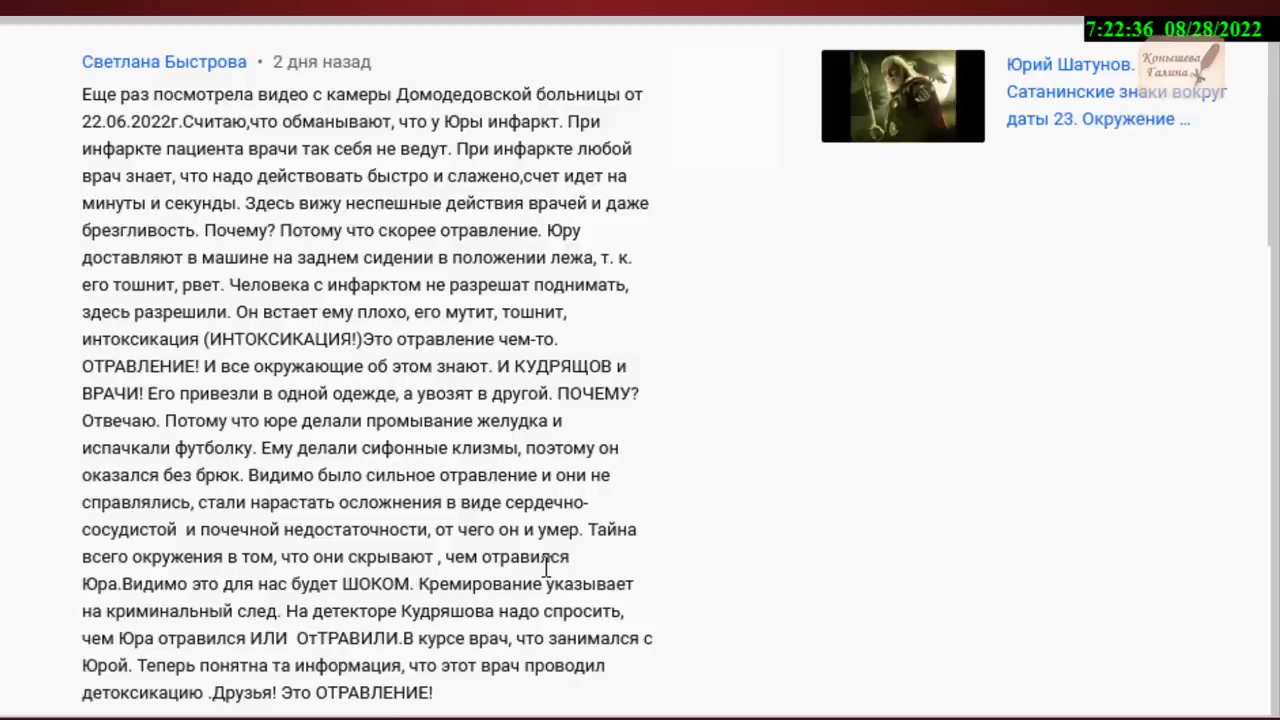 7:22:36 08/28/2022
Светлана Быстрова • 2 дня назад
Еще раз посмотрела видео с камеры Домодедовской больницы от
22.06.2022г.Считаю,что обманывают, что у Юры инфаркт. При
инфаркте пациента врачи так себя не ведут. При инфаркте любой
врач знает, что надо действовать быстро и слажено,счет идет на
минуты и секунды. Здесь вижу неспешные действия врачей и даже
брезгливость. Почему? Потому что скорее отравление. Юру
доставляют в машине на заднем сидении в положении лежа, т. к.
его тошнит, рвет. Человека с инфарктом не разрешат поднимать,
здесь разрешили. Он встает ему плохо, его мутит, тошнит,
интоксикация (ИНТОКСИКАЦИЯ!)Это отравление чем-то.
ОТРАВЛЕНИЕ! И все окружающие об этом знают. И КУДРЯЩОВ и
ВРАЧИ! Его привезли в одной одежде, а увозят в другой. ПОЧЕМУ?
Отвечаю. Потому что юре делали промывание желудка и
испачкали футболку. Ему делали сифонные клизмы, поэтому он
оказался без брюк. Видимо было сильное отравление и они не
справлялись, стали нарастать осложнения в виде сердечно-
сосудистой  и почечной недостаточности, от чего он и умер. Тайна
всего окружения в том, что они скрывают , чем отравился
Юра.Видимо это для нас будет ШОКОМ. Кремирование указывает
на криминальный след. На детекторе Кудряшова надо спросить,
чем Юра отравился ИЛИ  ОтТРАВИЛИ.В курсе врач, что занимался с
Юрой. Теперь понятна та информация, что этот врач проводил
детоксикацию .Друзья! Это ОТРАВЛЕНИЕ!
Юрий Шатунов.
Сатанинские знаки вокруг
даты 23. Окружение ...
Конышева
Галина